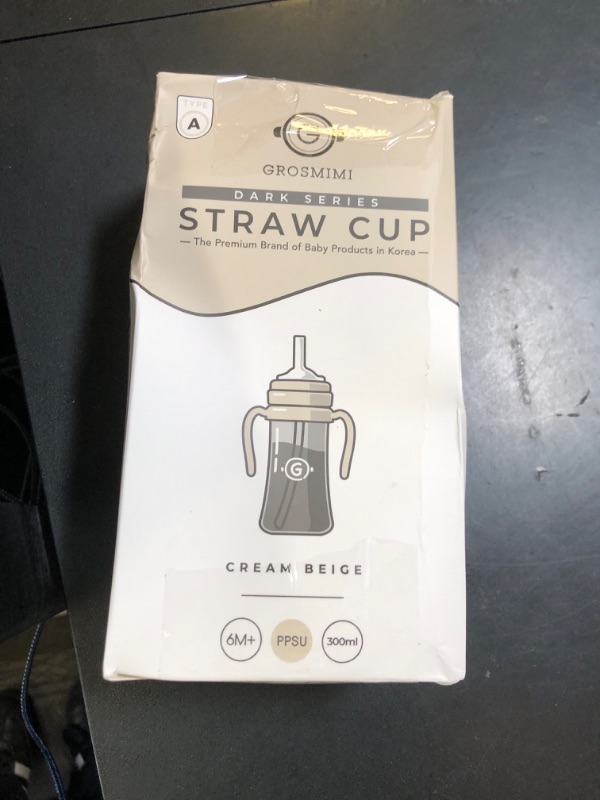 TYPE
A
G
GROSMIMI
DARK SERIES
STRAW CUP
— The Premium Brand of Baby Products in Korea —
G
CREAM BEIGE
6M+ PPSU 300ml